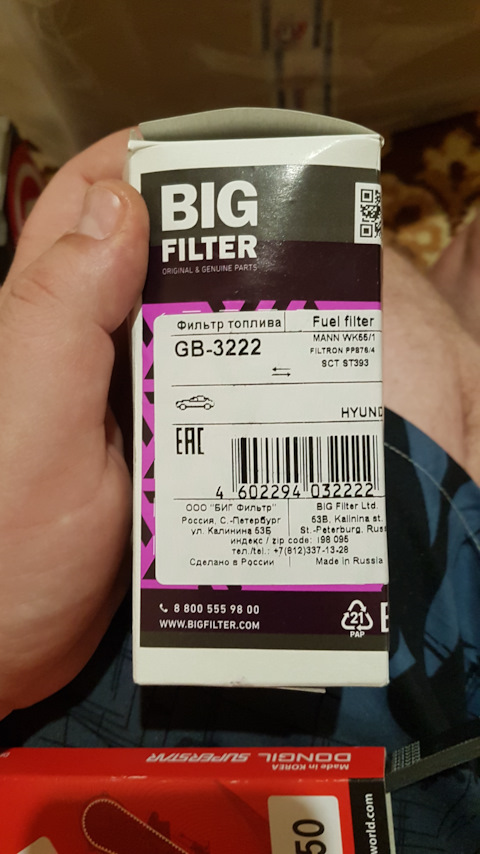 BIG
FILTER
ORIGINAL & GENUINE PARTS
Фильтр топлива Fuel filter
GB-3222
MANN WK55/1
FILTRON PP876/4
SCT ST393
HYUND
EAC
4 602294 032222
ООО "БИГ Фильтр" BIG Filter Ltd.
Россия, С.-Петербург 53B, Kalinina st.
ул. Калинина 53Б St.-Peterburg, Russ
индекс / zip code: 198 095
тел./tel.: +7(812)337-13-28
Сделано в России Made in Russia
8 800 555 98 00
WWW.BIGFILTER.COM
21
PAP
DONGIL SUPERSTAR
Made in KOREA
50
world.com